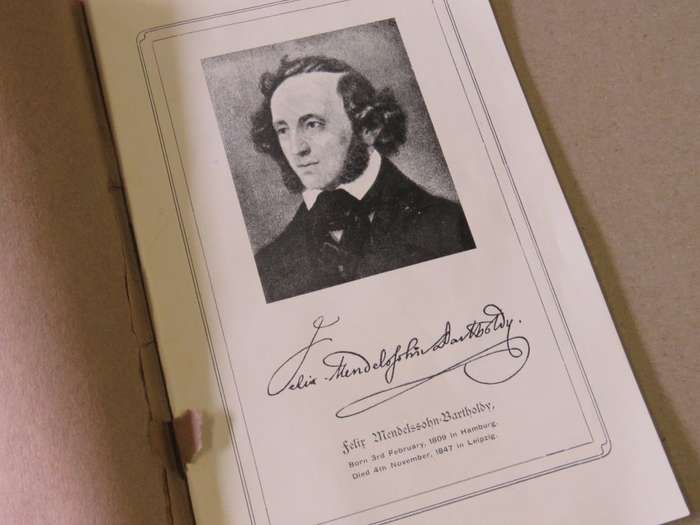 Felix Mendelssohn Bartholdy.
Felix Mendelssohn-Bartholdy,
Born 3rd February, 1809 in Hamburg.
Died 4th November, 1847 in Leipzig.